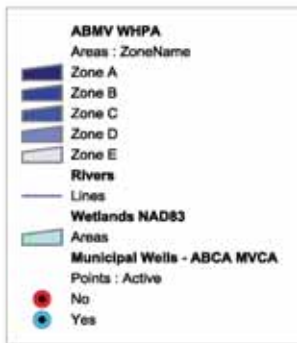 ABMV WHPA
Areas : ZoneName
Zone A
Zone B
Zone C
Zone D
Zone E
Rivers
Lines
Wetlands NAD83
Areas
Municipal Wells - ABCA MVCA
Points : Active
No
Yes